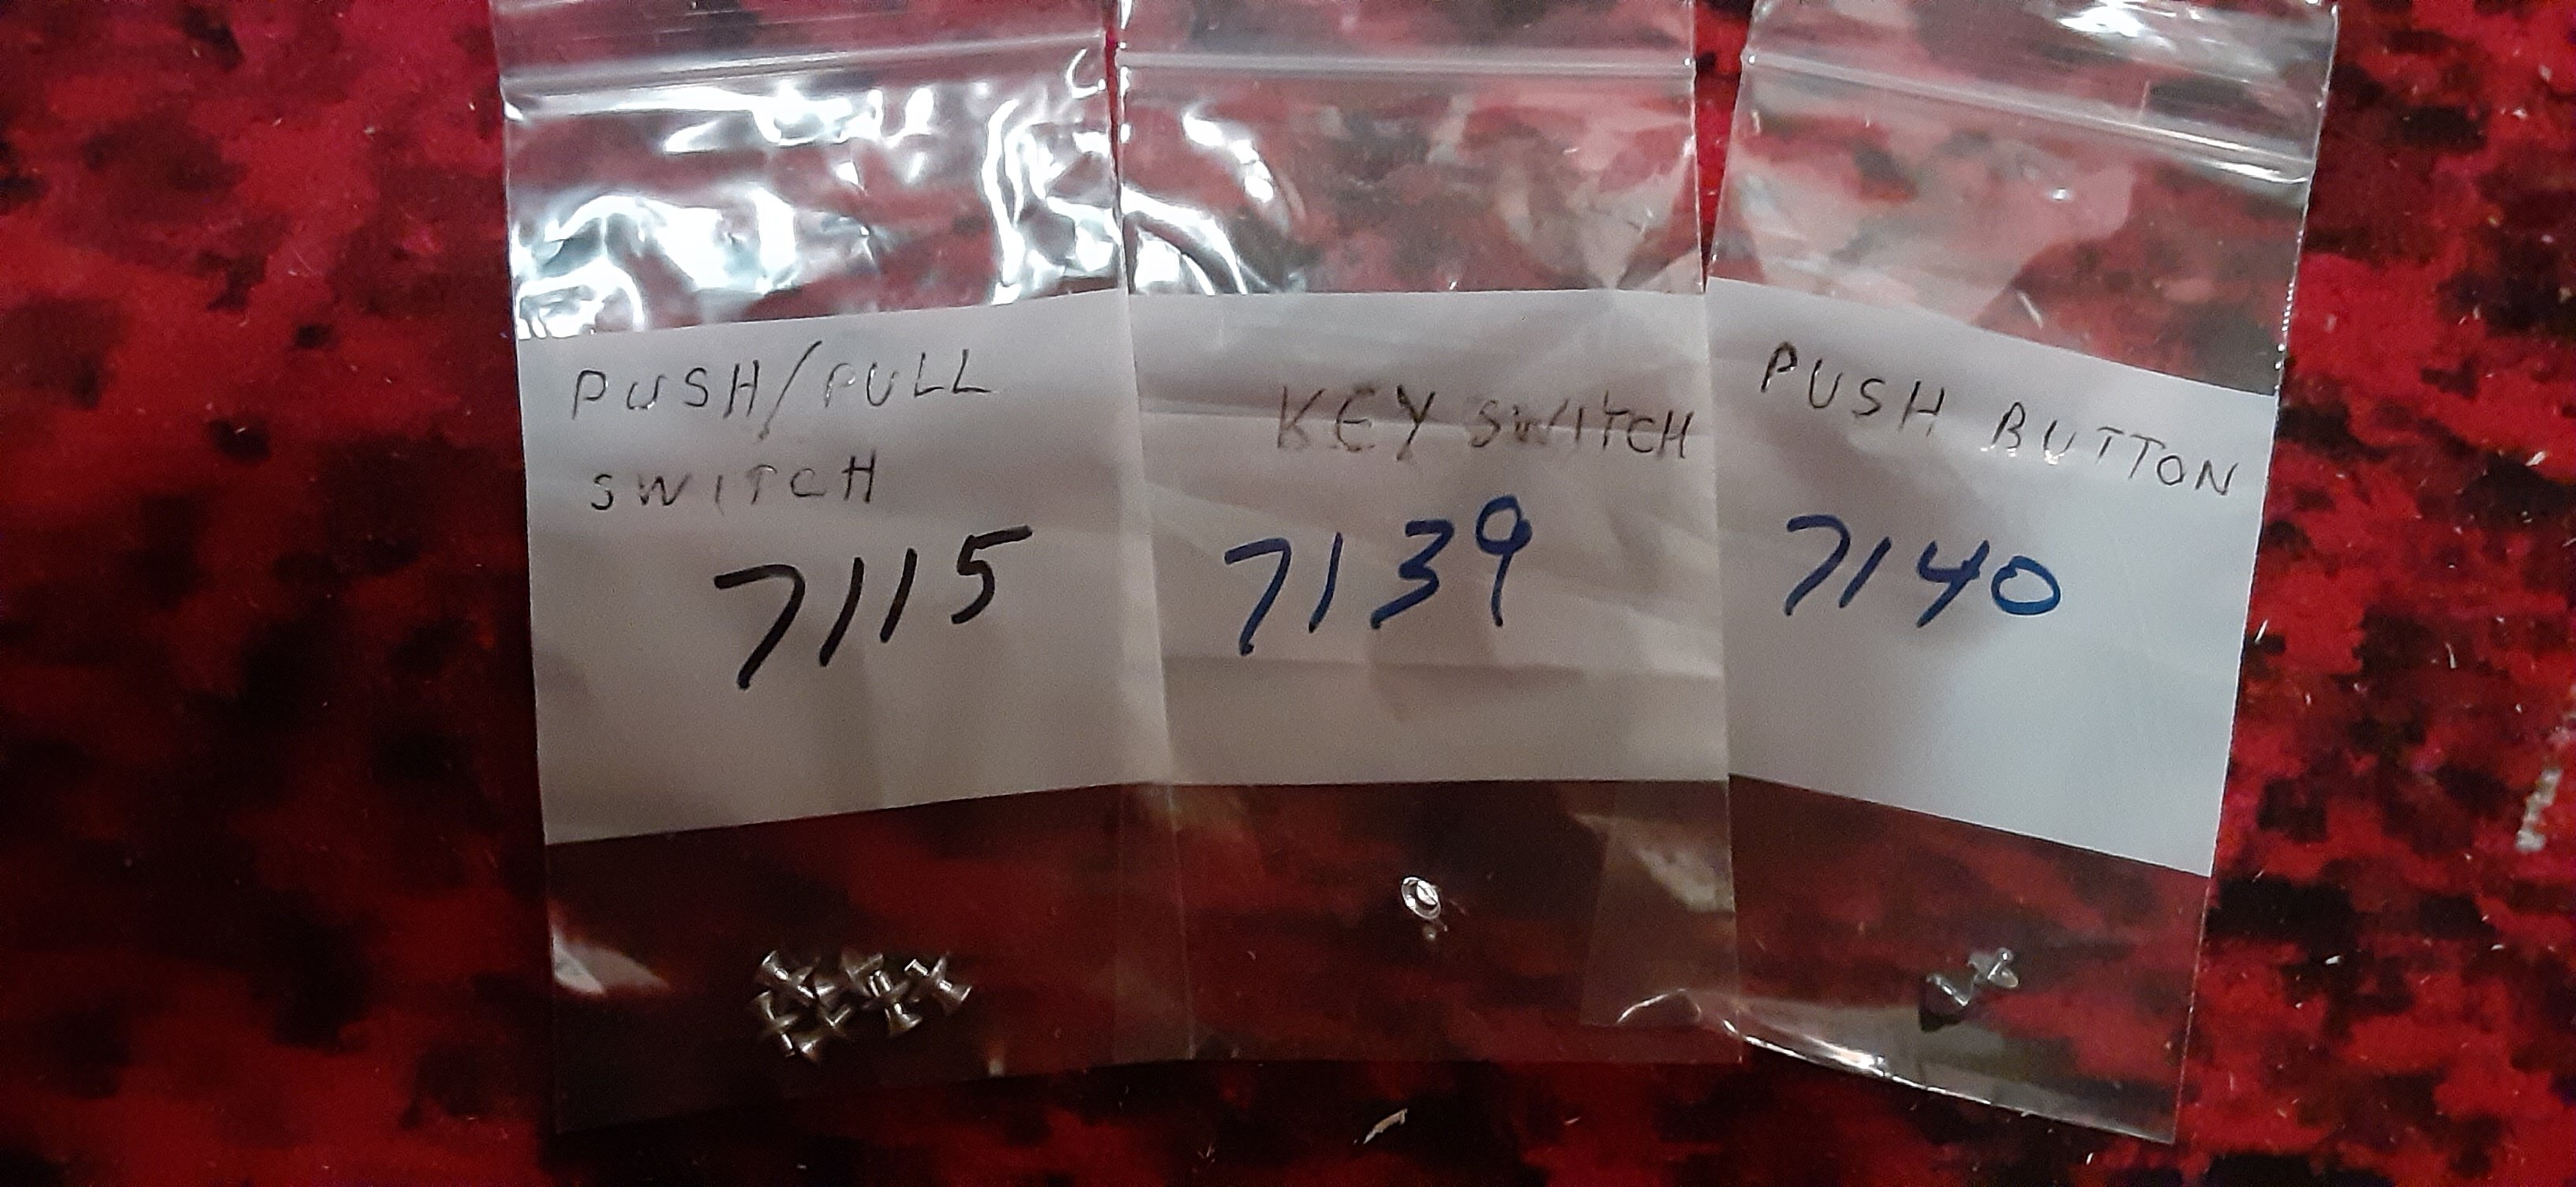 PUSH/PULL
SWITCH
7115
KEY SWITCH
7139
PUSH BUTTON
7140